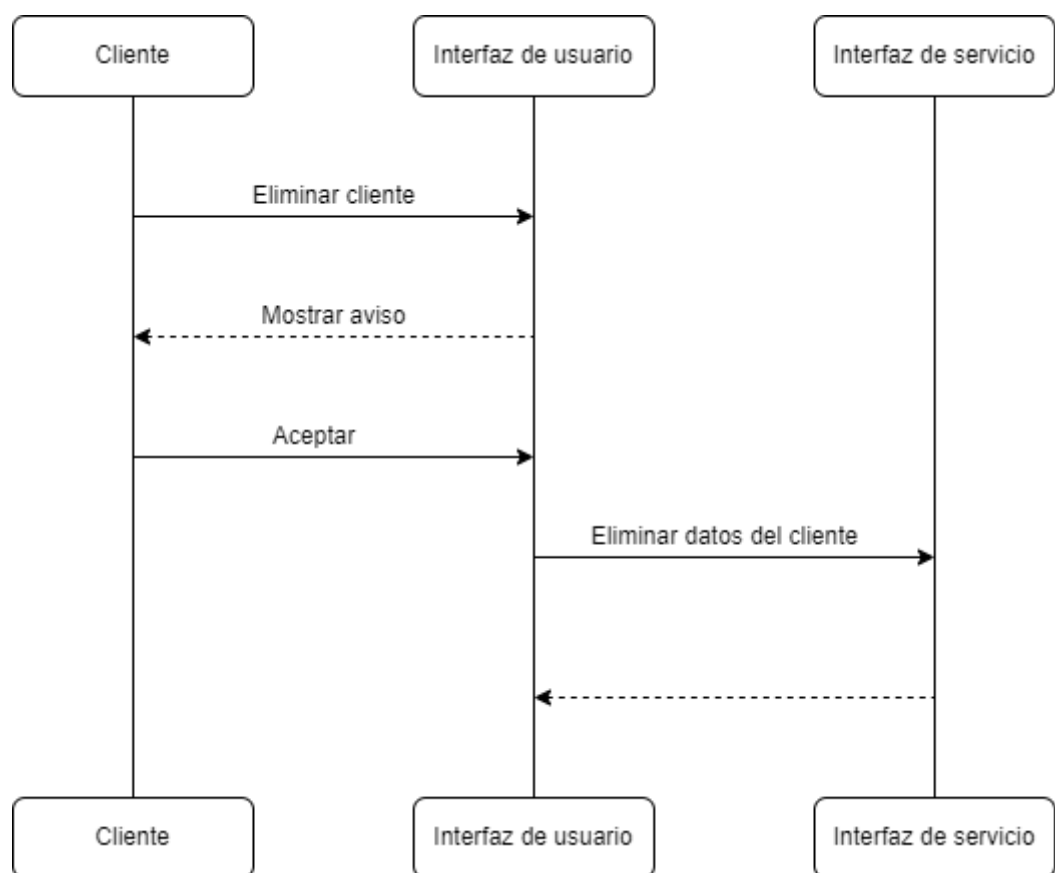 Cliente
Interfaz de usuario
Interfaz de servicio
Eliminar cliente
Mostrar aviso
Aceptar
Eliminar datos del cliente
Cliente
Interfaz de usuario
Interfaz de servicio